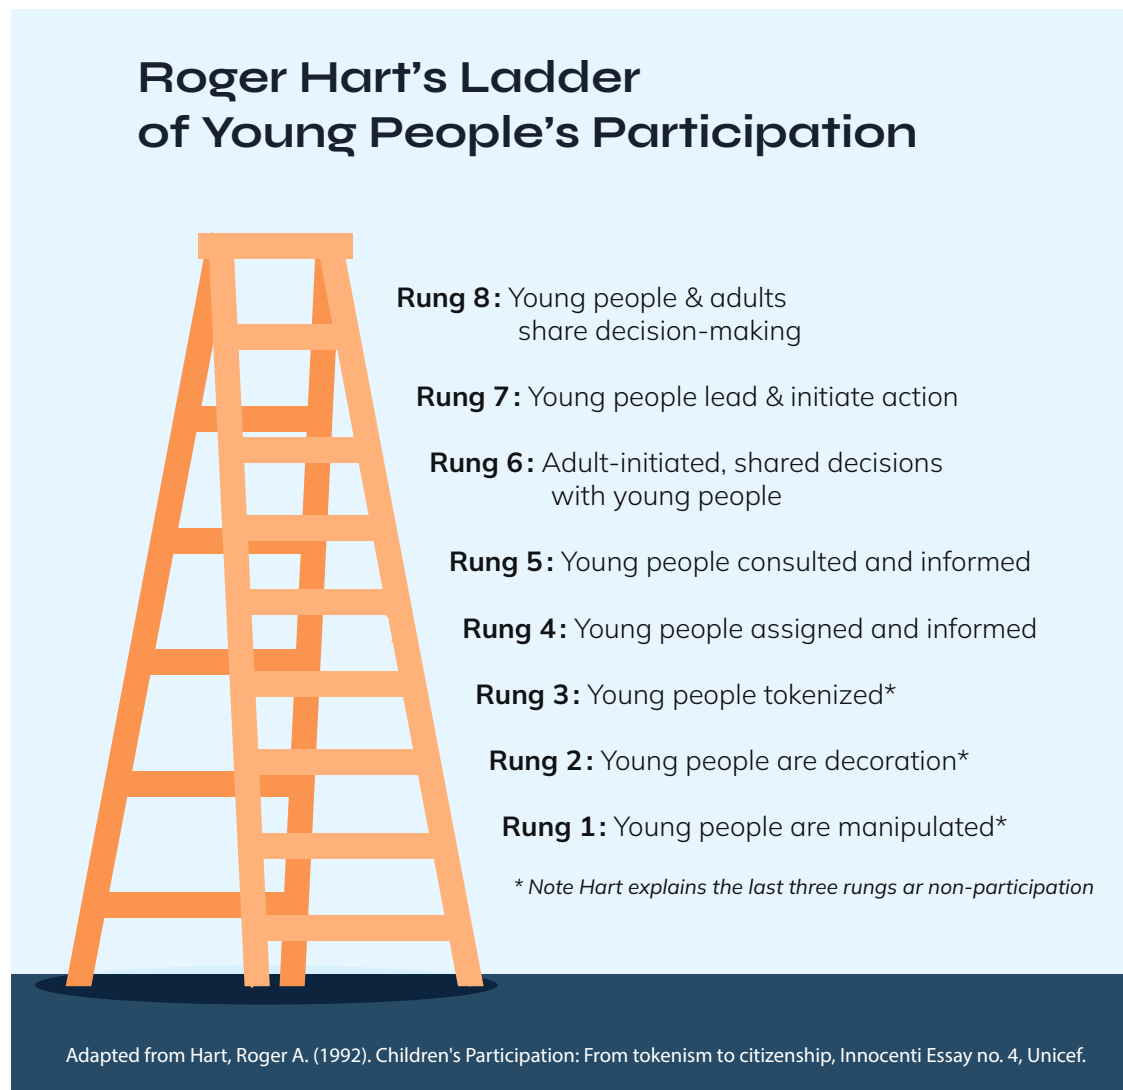 Roger Hart’s Ladder
of Young People’s Participation
Rung 8: Young people & adults
share decision-making
Rung 7: Young people lead & initiate action
Rung 6: Adult-initiated, shared decisions
with young people
Rung 5: Young people consulted and informed
Rung 4: Young people assigned and informed
Rung 3: Young people tokenized*
Rung 2: Young people are decoration*
Rung 1: Young people are manipulated*
* Note Hart explains the last three rungs ar non-participation
Adapted from Hart, Roger A. (1992). Children's Participation: From tokenism to citizenship, Innocenti Essay no. 4, Unicef.